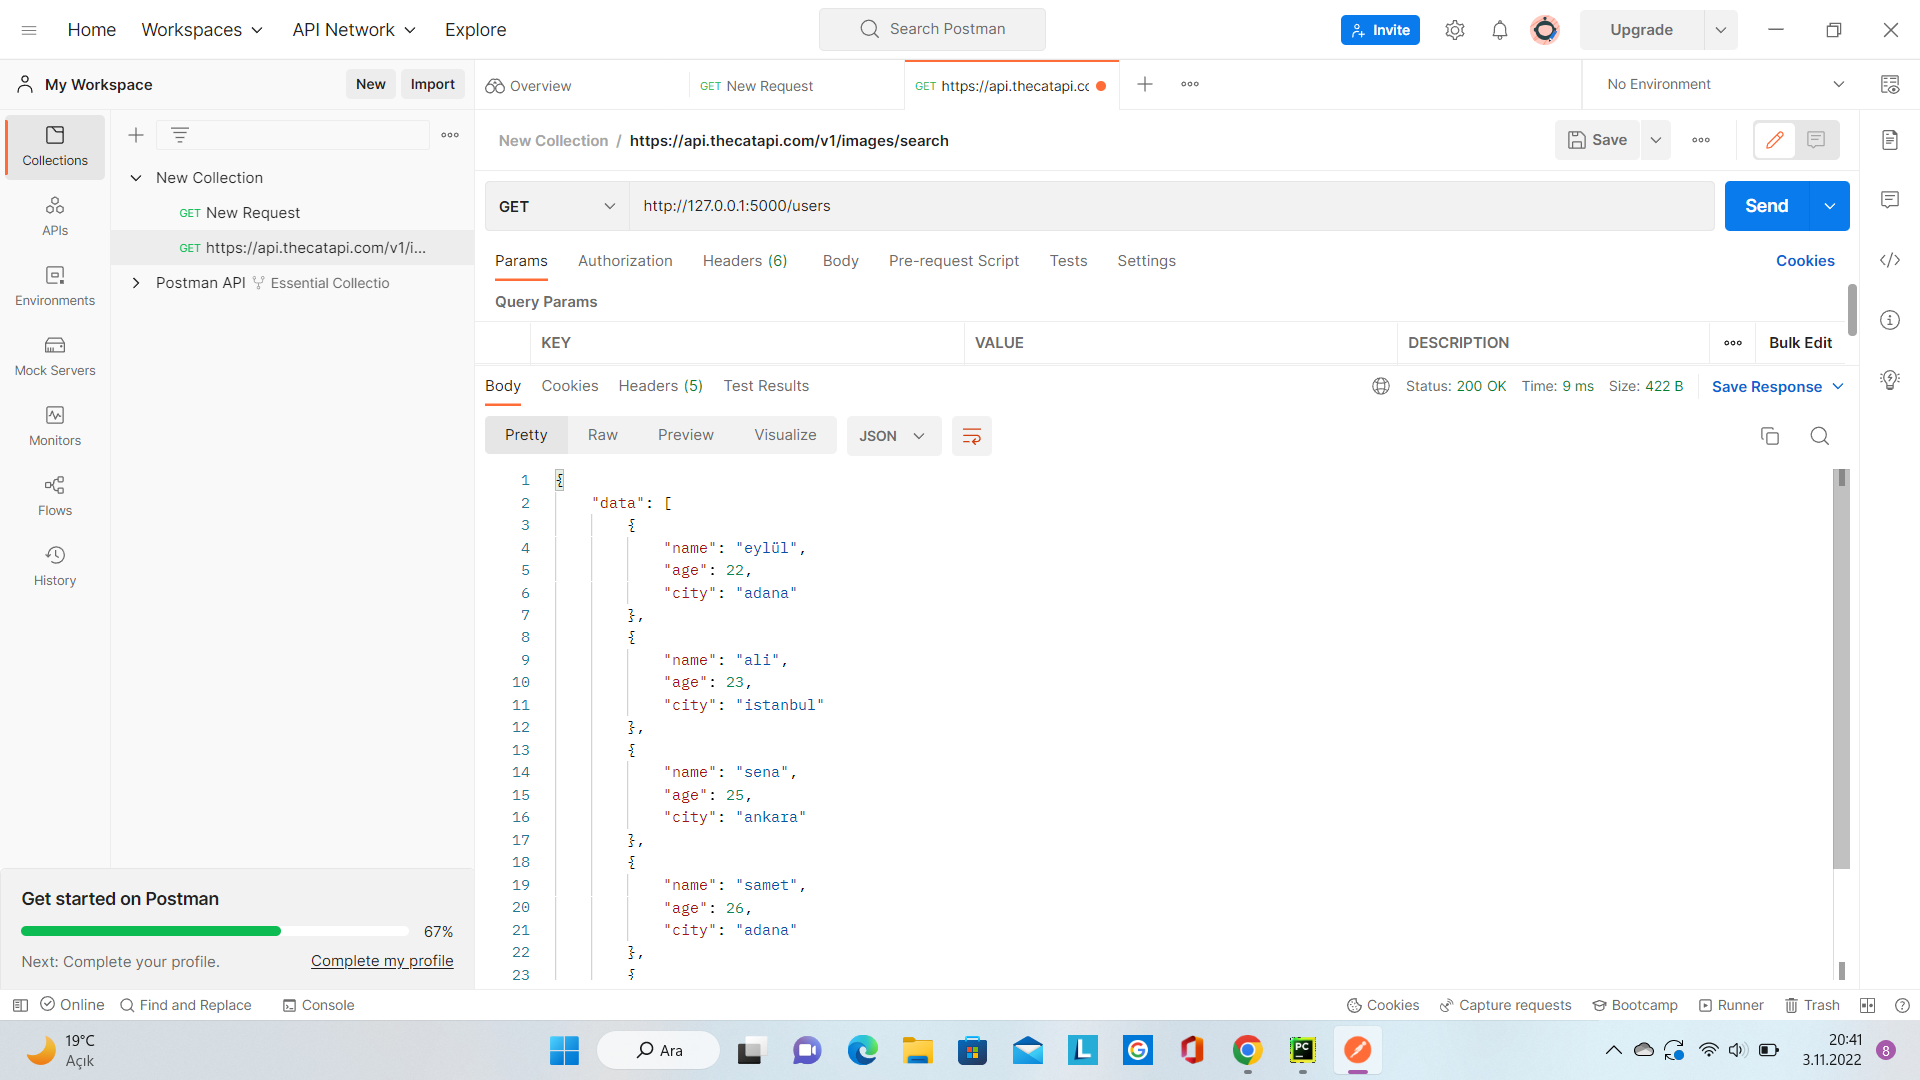 Home Workspaces API Network Explore Search Postman Invite Upgrade
My Workspace New Import Overview GET New Request GET https://api.thecatapi.cc No Environment
Collections
APIs
Environments
Mock Servers
Monitors
Flows
History
New Collection
GET New Request
GET https://api.thecatapi.com/v1/i...
Postman API Essential Collectio
New Collection / https://api.thecatapi.com/v1/images/search Save
GET http://127.0.0.1:5000/users Send
Params Authorization Headers (6) Body Pre-request Script Tests Settings Cookies
Query Params
KEY VALUE DESCRIPTION Bulk Edit
Body Cookies Headers (5) Test Results Status: 200 OK Time: 9 ms Size: 422 B Save Response
Pretty Raw Preview Visualize JSON
1 {
2 "data": [
3 {
4 "name": "eylül",
5 "age": 22,
6 "city": "adana"
7 },
8 {
9 "name": "ali",
10 "age": 23,
11 "city": "istanbul"
12 },
13 {
14 "name": "sena",
15 "age": 25,
16 "city": "ankara"
17 },
18 {
19 "name": "samet",
20 "age": 26,
21 "city": "adana"
22 },
23 {
Get started on Postman
67%
Next: Complete your profile. Complete my profile
Online Find and Replace Console Cookies Capture requests Bootcamp Runner Trash
19°C
Açık
Ara
L
G
PC
20:41
3.11.2022
8